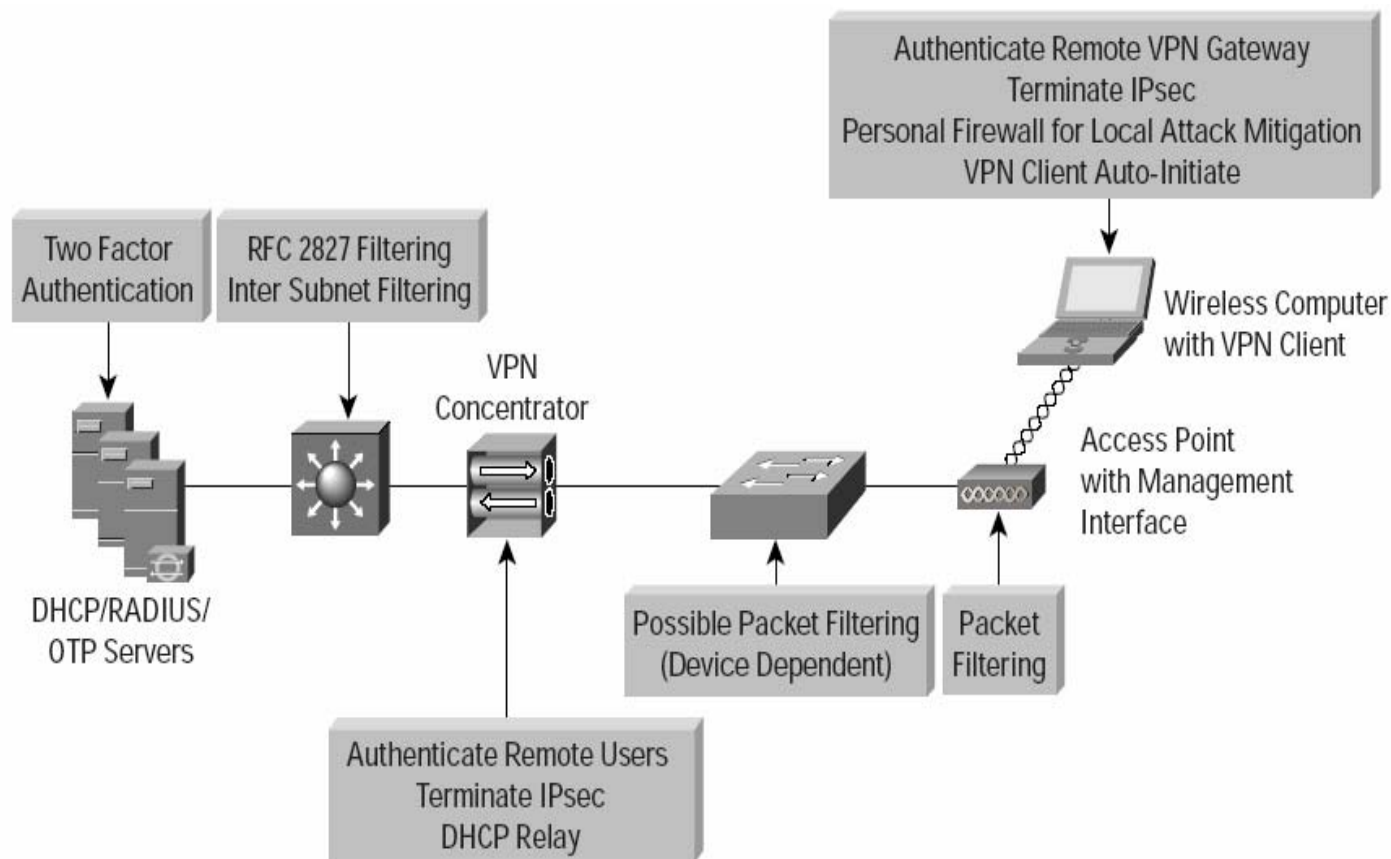 Authenticate Remote VPN Gateway
Terminate IPsec
Personal Firewall for Local Attack Mitigation
VPN Client Auto-Initiate
Two Factor
Authentication
RFC 2827 Filtering
Inter Subnet Filtering
VPN
Concentrator
Wireless Computer
with VPN Client
Access Point
with Management
Interface
DHCP/RADIUS/
OTP Servers
Possible Packet Filtering
(Device Dependent)
Packet
Filtering
Authenticate Remote Users
Terminate IPsec
DHCP Relay